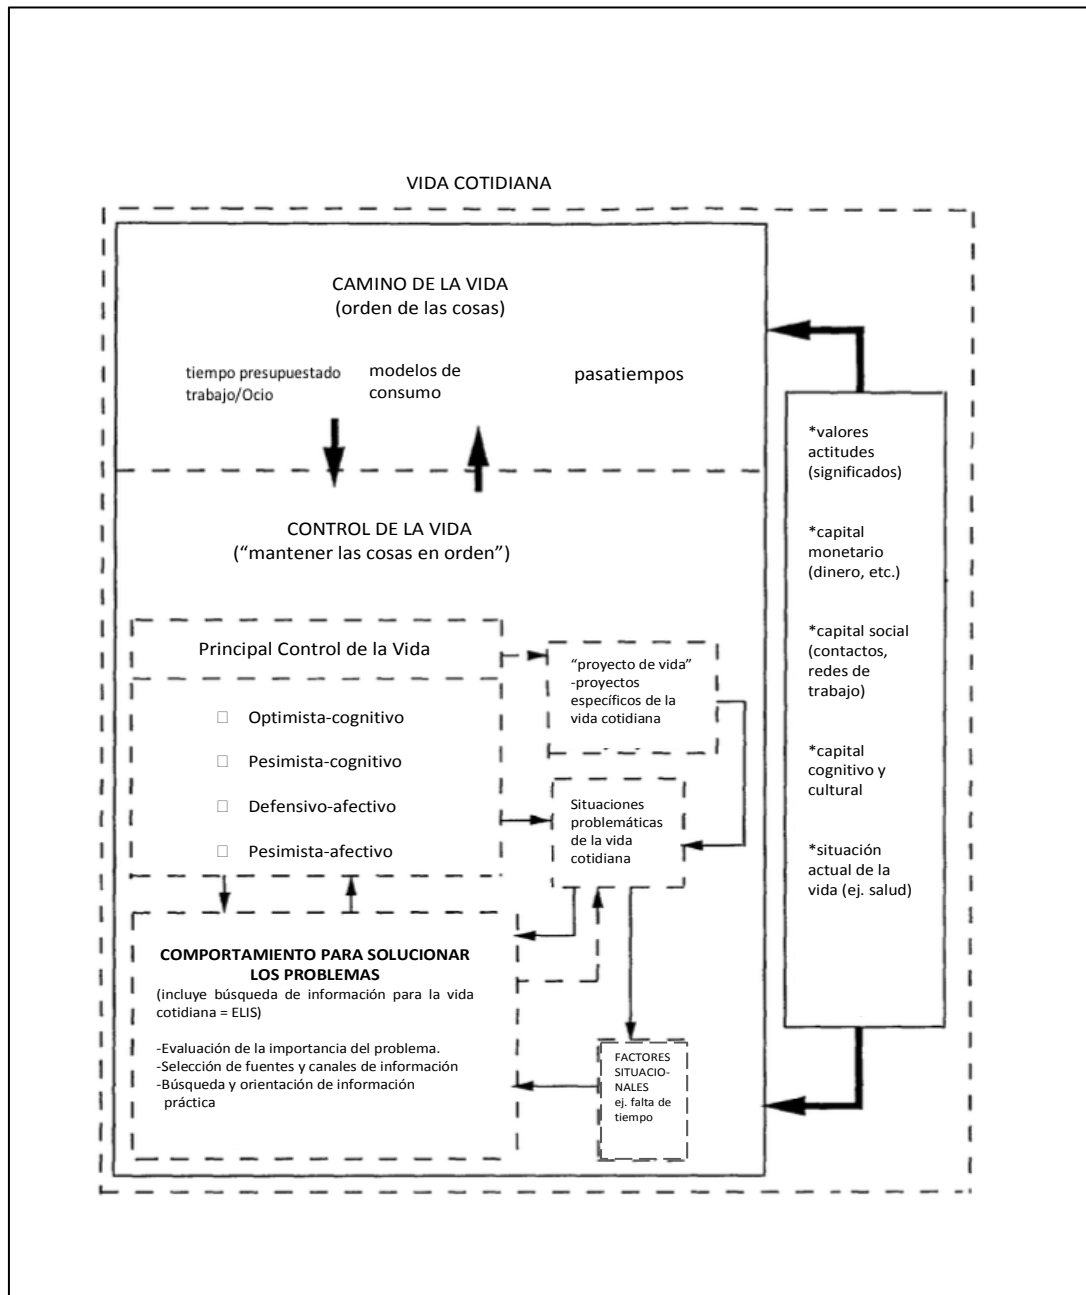 VIDA COTIDIANA
CAMINO DE LA VIDA
(orden de las cosas)
tiempo presupuestado
trabajo/Ocio
modelos de
consumo
pasatiempos
CONTROL DE LA VIDA
(“mantener las cosas en orden”)
Principal Control de la Vida
Optimista-cognitivo
Pesimista-cognitivo
Defensivo-afectivo
Pesimista-afectivo
“proyecto de vida”
-proyectos
específicos de la
vida cotidiana
Situaciones
problemáticas
de la vida
cotidiana
COMPORTAMIENTO PARA SOLUCIONAR
LOS PROBLEMAS
(incluye búsqueda de información para la vida
cotidiana = ELIS)
-Evaluación de la importancia del problema.
-Selección de fuentes y canales de información
-Búsqueda y orientación de información
práctica
FACTORES
SITUACIO-
NALES
ej. falta de
tiempo
*valores
actitudes
(significados)
*capital
monetario
(dinero, etc.)
*capital social
(contactos,
redes de
trabajo)
*capital
cognitivo y
cultural
*situación
actual de la
vida (ej. salud)